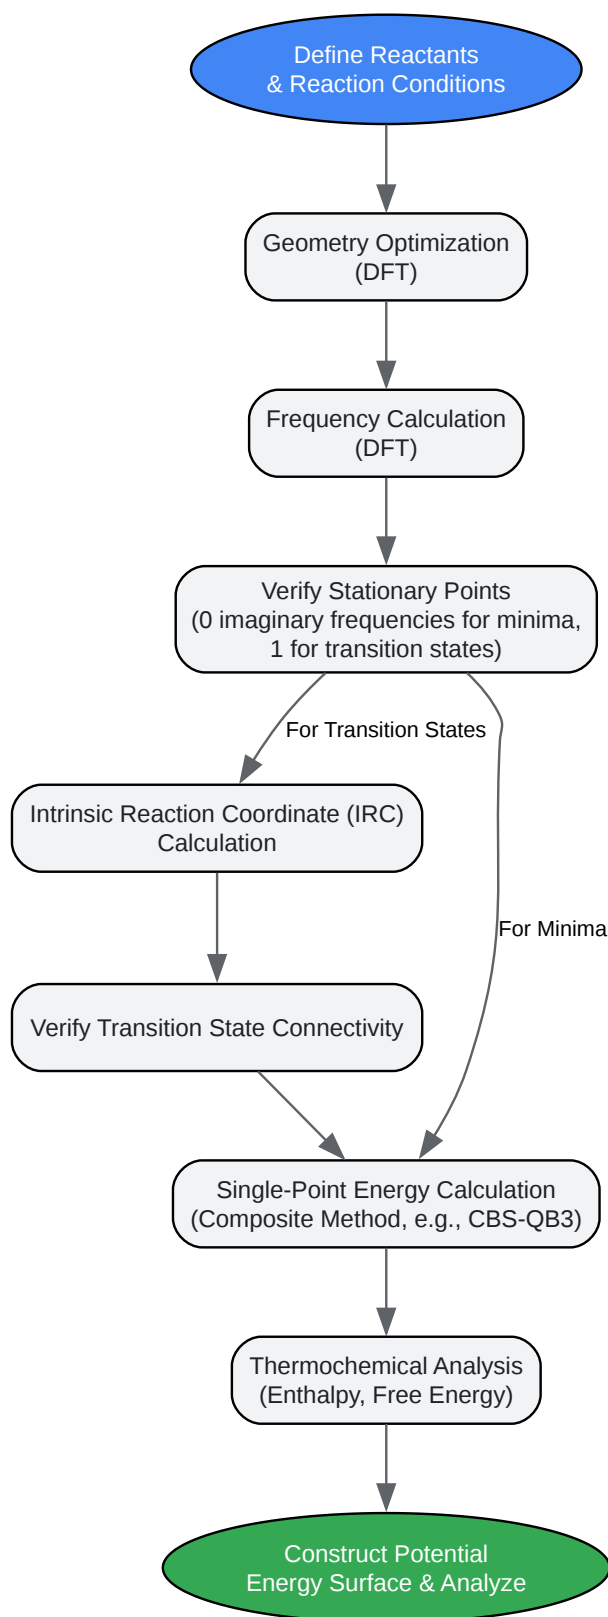 Define Reactants
& Reaction Conditions
Geometry Optimization
(DFT)
Frequency Calculation
(DFT)
Verify Stationary Points
(0 imaginary frequencies for minima,
1 for transition states)
For Transition States
Intrinsic Reaction Coordinate (IRC)
Calculation
For Minima
Verify Transition State Connectivity
Single-Point Energy Calculation
(Composite Method, e.g., CBS-QB3)
Thermochemical Analysis
(Enthalpy, Free Energy)
Construct Potential
Energy Surface & Analyze